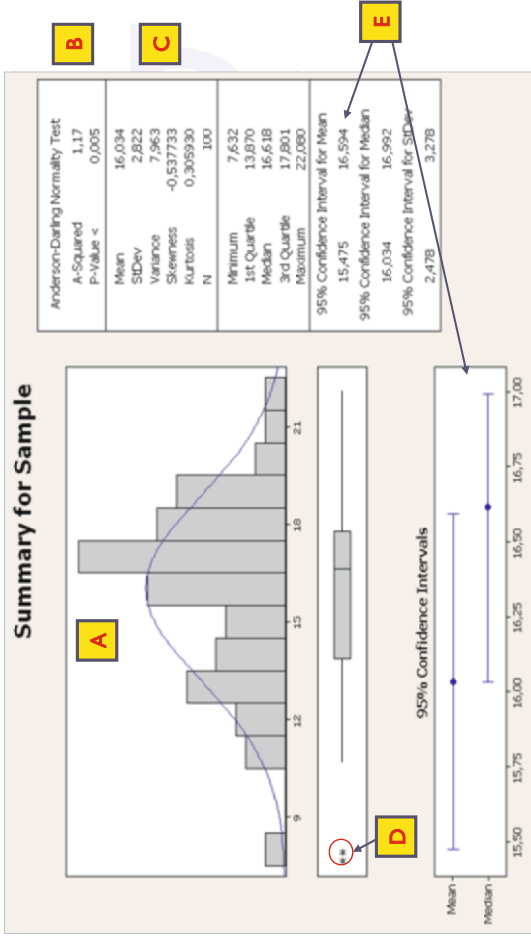 Summary for Sample
A
9
12
15
18
21
**
D
95% Confidence Intervals
Mean
Median
15,50
15,75
16,00
16,25
16,50
16,75
17,00
B
C
E
Anderson-Darling Normality Test
A-Squared 1,17
P-Value < 0,005
Mean 16,034
StDev 2,822
Variance 7,963
Skewness -0,537733
Kurtosis 0,305930
N 100
Minimum 7,632
1st Quartile 13,870
Median 16,618
3rd Quartile 17,801
Maximum 22,080
95% Confidence Interval for Mean
15,475 16,594
95% Confidence Interval for Median
16,034 16,992
95% Confidence Interval for StDev
2,478 3,278